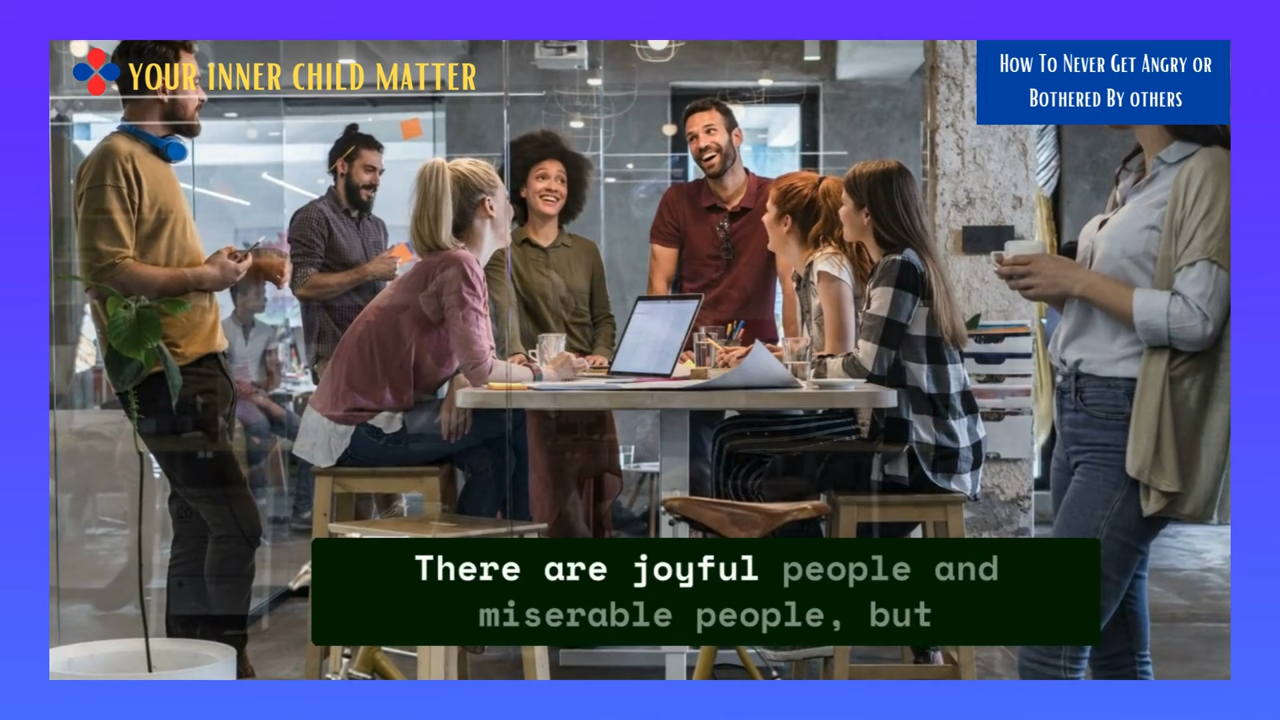 YOUR INNER CHILD MATTER
How To Never Get Angry or
Bothered By others
There are joyful people and
miserable people, but